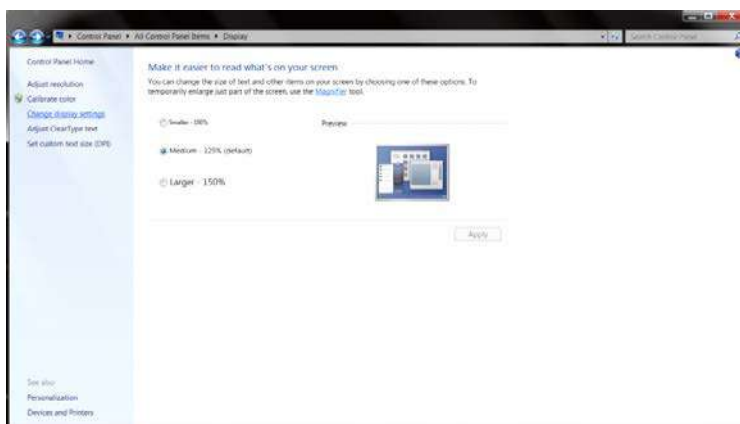 Control Panel ▸ All Control Panel Items ▸ Display
Search Control Panel
Control Panel Home
Adjust resolution
Calibrate color
Change display settings
Adjust ClearType text
Set custom text size (DPI)
Make it easier to read what's on your screen
You can change the size of text and other items on your screen by choosing one of these options. To
temporarily enlarge just part of the screen, use the Magnifier tool.
Smaller - 100%
Preview
Medium - 125% (default)
Larger - 150%
Apply
See also
Personalization
Devices and Printers